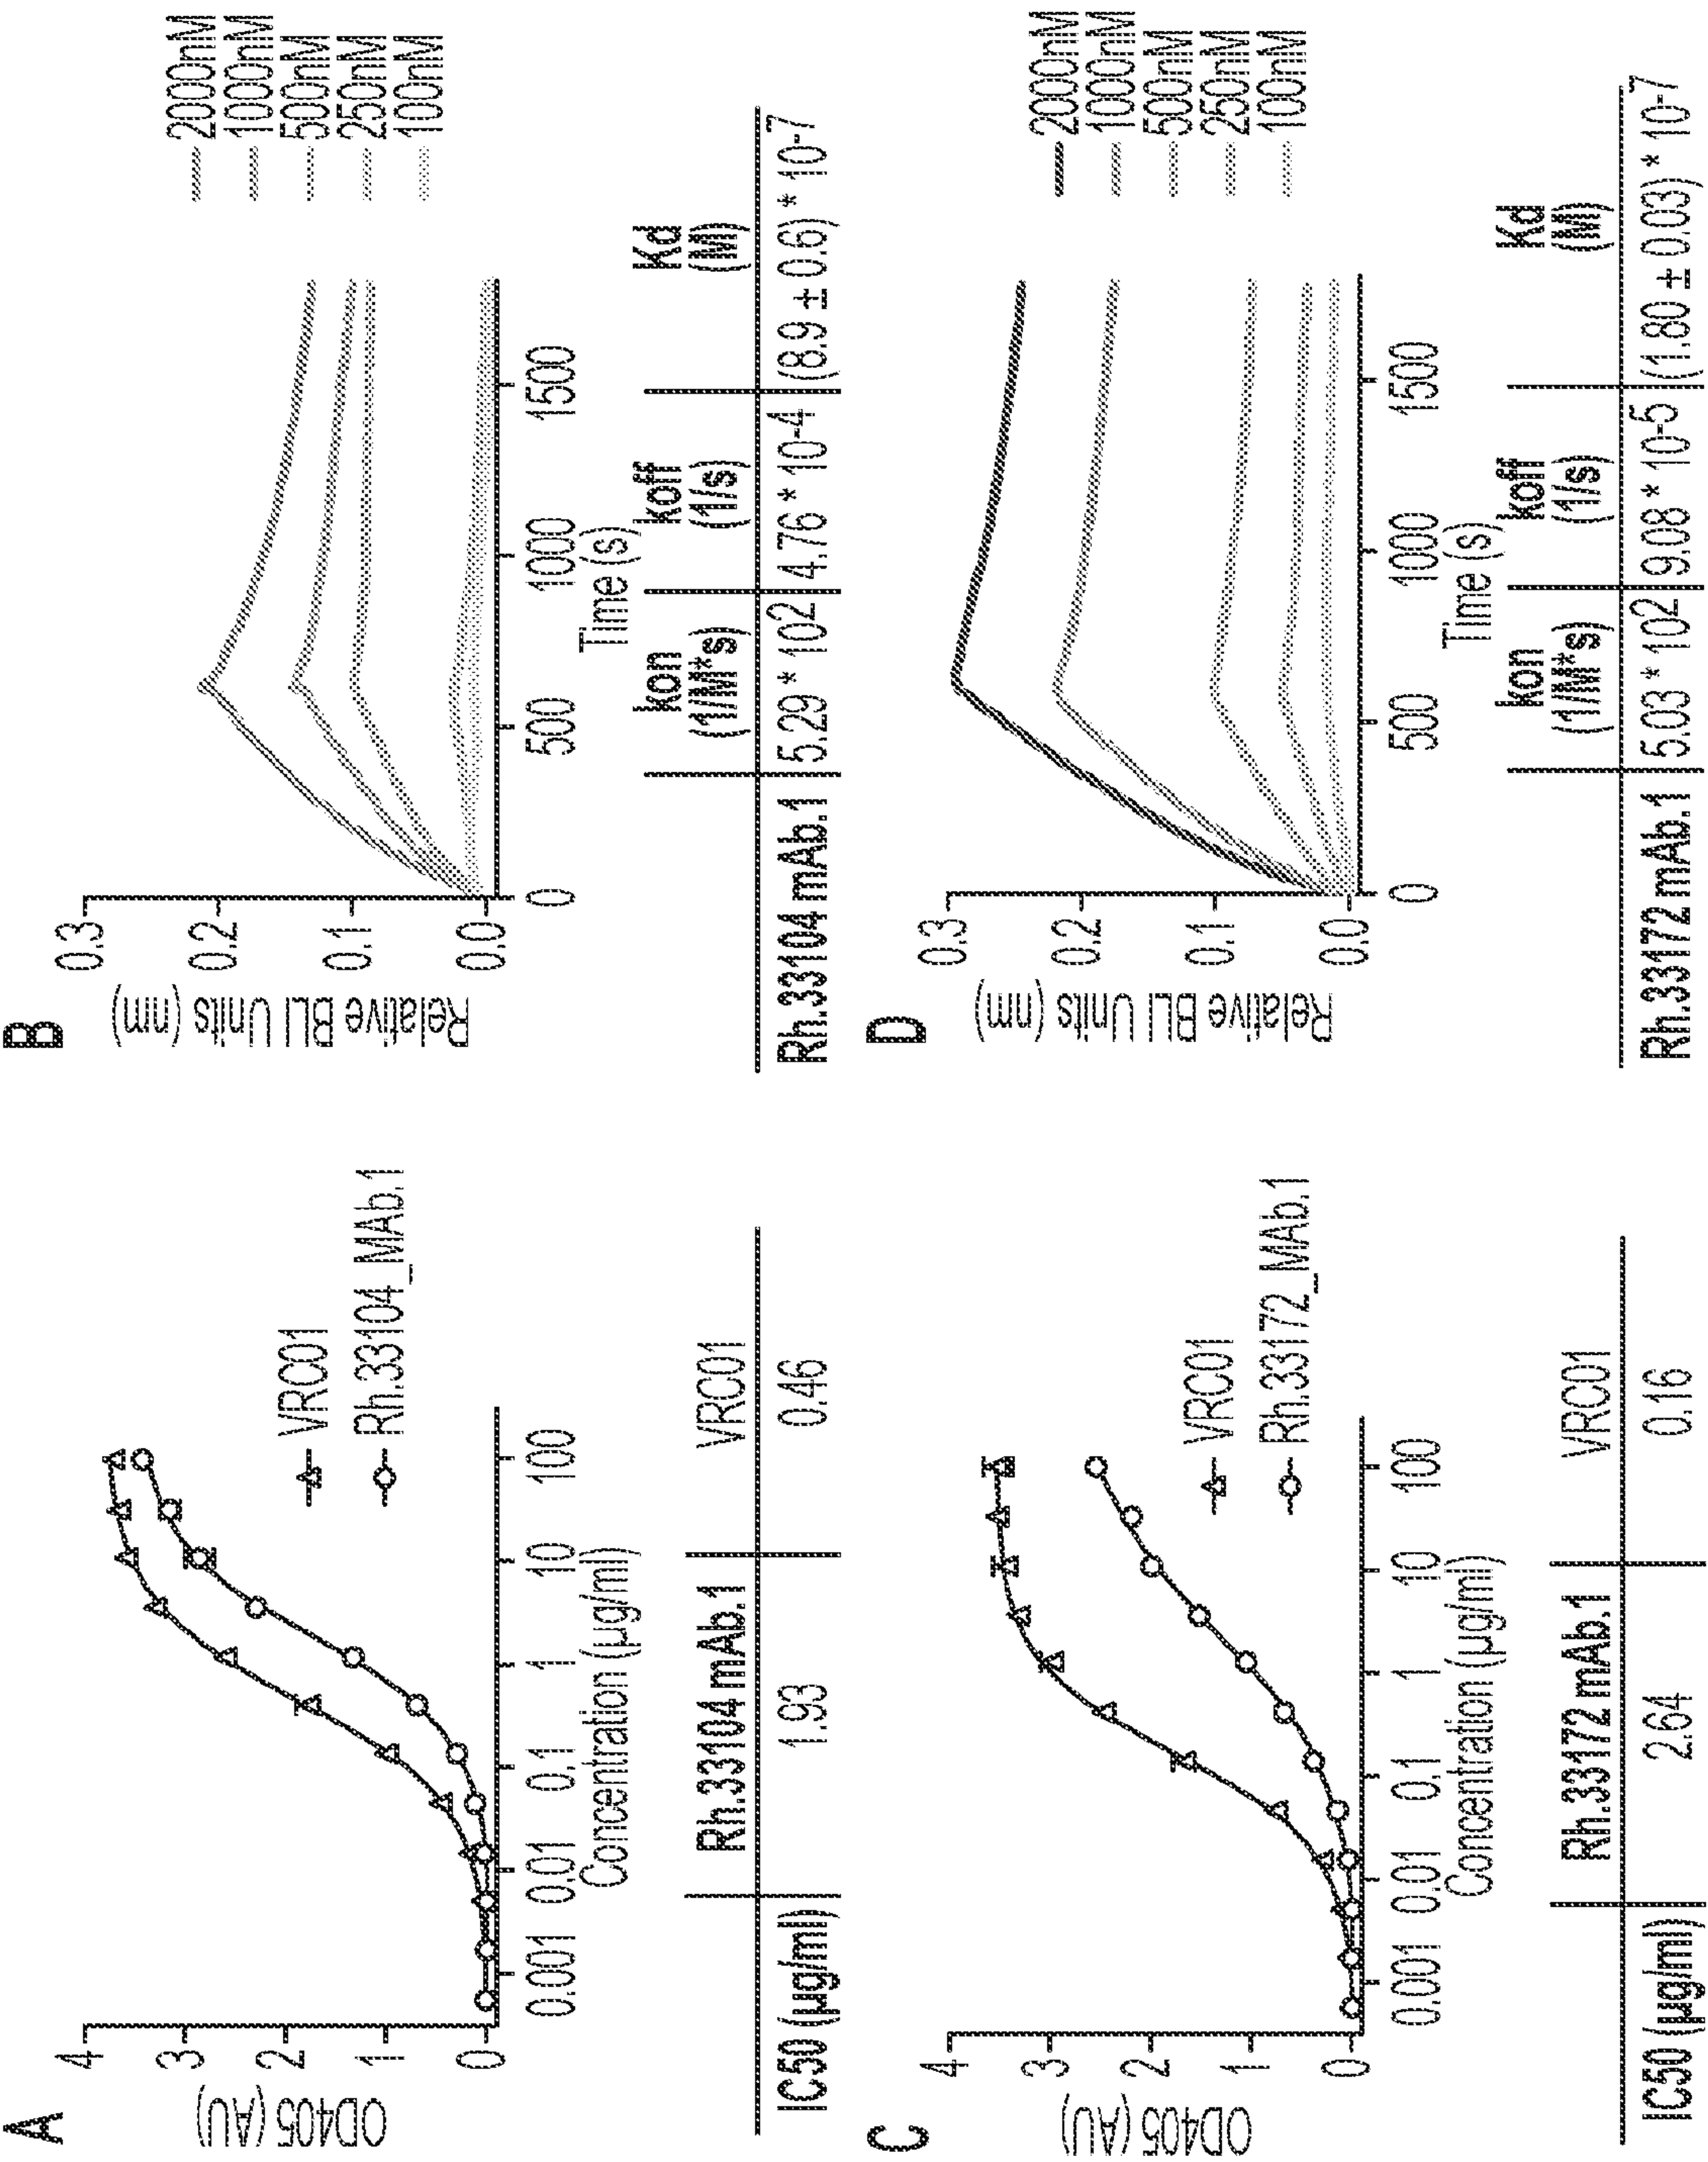 A
OD405 (AU)
4
3
2
1
0
0.001
0.01
0.1
1
10
100
Concentration (µg/ml)
VRC01
Rh.33104_MAb.1
Rh.33104 mAb.1 VRC01
IC50 (µg/ml) 1.93 0.46
B
Relative BLI Units (nm)
0.3
0.2
0.1
0.0
0
500
1000
1500
Time (s)
2000nM
1000nM
500nM
250nM
100nM
kon koff Kd
(1/M*s) (1/s) (M)
Rh.33104 mAb.1 5.29 * 10² 4.76 * 10-4 (8.9 ± 0.6) * 10-7
C
OD405 (AU)
4
3
2
1
0
0.001
0.01
0.1
1
10
100
Concentration (µg/ml)
VRC01
Rh.33172_MAb.1
Rh.33172 mAb.1 VRC01
IC50 (µg/ml) 2.64 0.16
D
Relative BLI Units (nm)
0.3
0.2
0.1
0.0
0
500
1000
1500
Time (s)
2000nM
1000nM
500nM
250nM
100nM
kon koff Kd
(1/M*s) (1/s) (M)
Rh.33172 mAb.1 5.03 * 10² 9.08 * 10-5 (1.80 ± 0.03) * 10-7